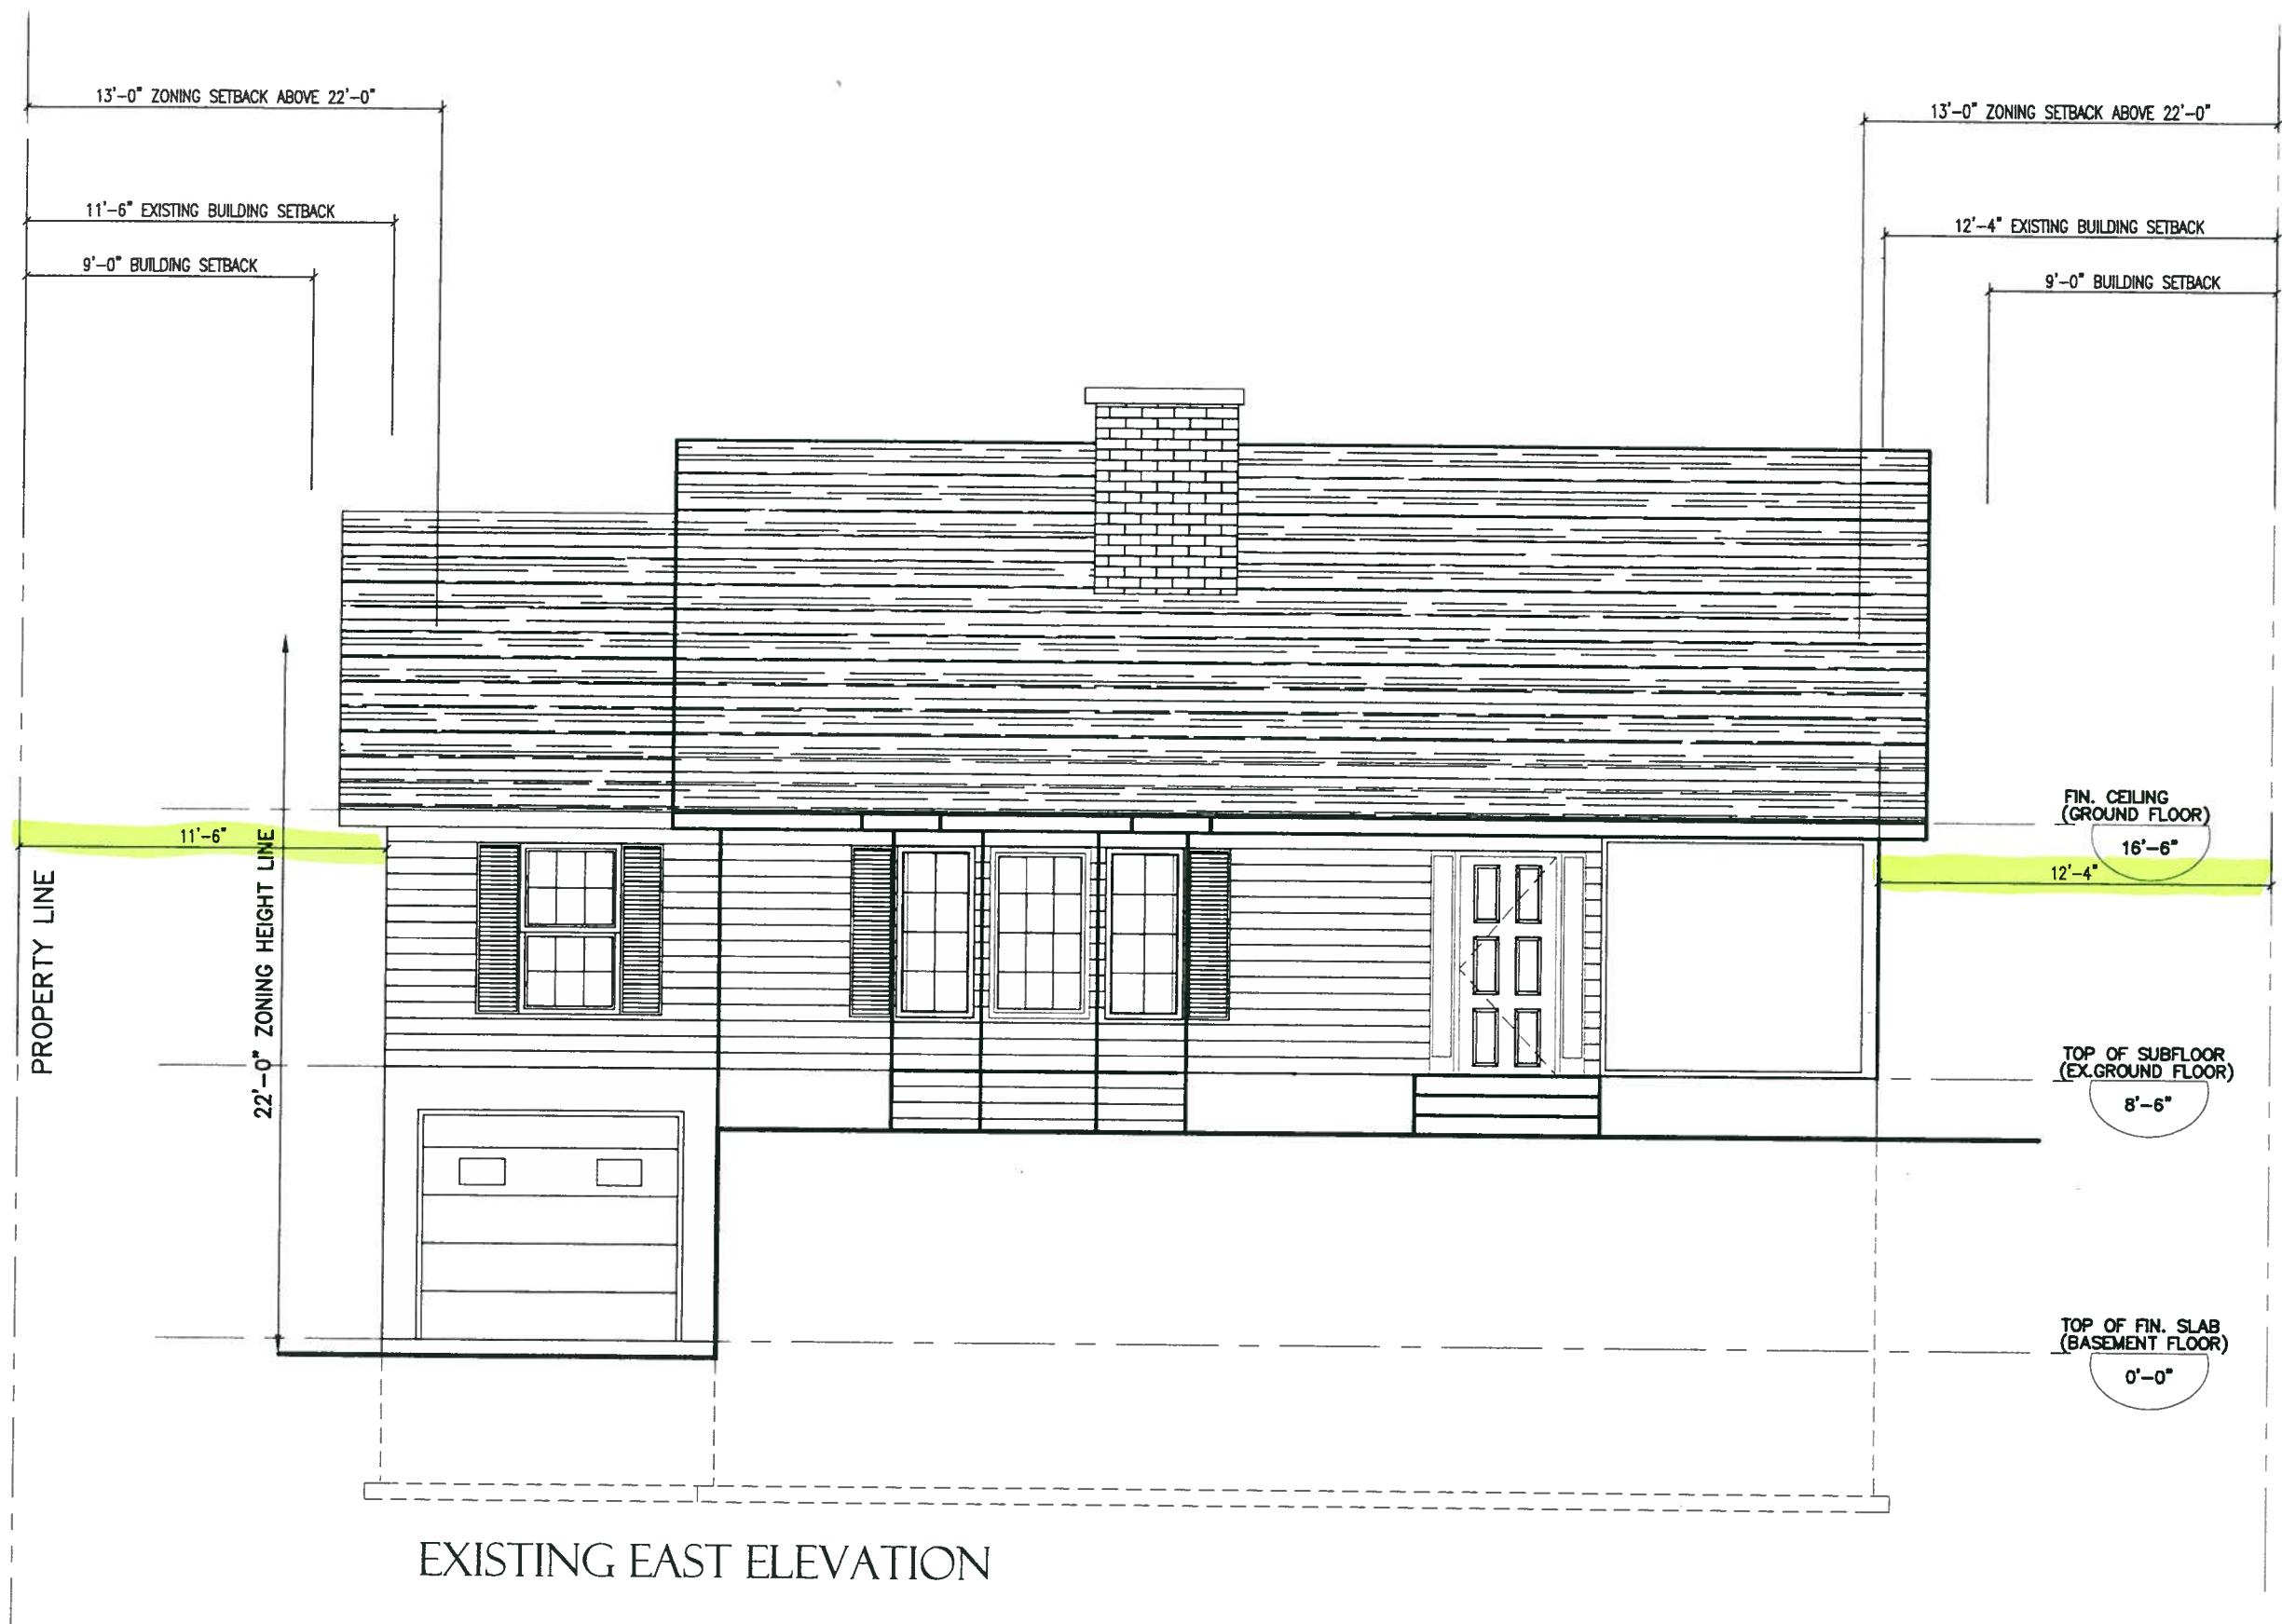 13'-0" ZONING SETBACK ABOVE 22'-0"
13'-0" ZONING SETBACK ABOVE 22'-0"
11'-6" EXISTING BUILDING SETBACK
12'-4" EXISTING BUILDING SETBACK
9'-0" BUILDING SETBACK
9'-0" BUILDING SETBACK
FIN. CEILING
(GROUND FLOOR)
16'-6"
11'-6"
12'-4"
PROPERTY LINE
22'-0" ZONING HEIGHT LINE
TOP OF SUBFLOOR
(EX.GROUND FLOOR)
8'-6"
TOP OF FIN. SLAB
(BASEMENT FLOOR)
0'-0"
EXISTING EAST ELEVATION